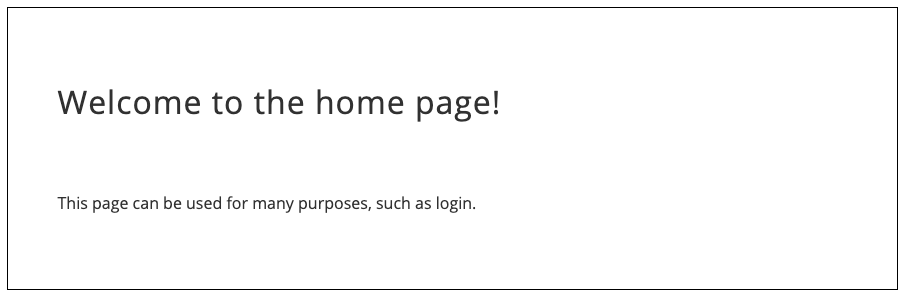 Welcome to the home page!
This page can be used for many purposes, such as login.